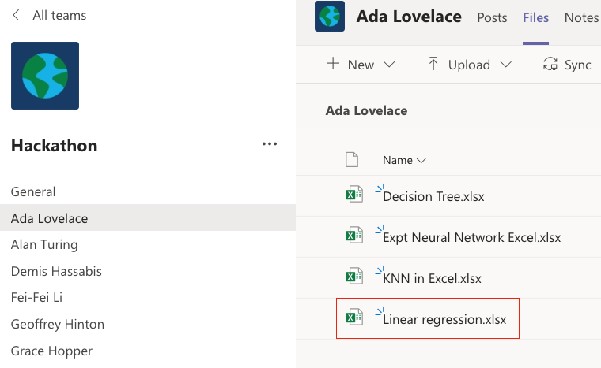 All teams
Hackathon
General
Ada Lovelace
Alan Turing
Demis Hassabis
Fei-Fei Li
Geoffrey Hinton
Grace Hopper
Ada Lovelace Posts Files Notes
New Upload Sync
Ada Lovelace
Name
Decision Tree.xlsx
Expt Neural Network Excel.xlsx
KNN in Excel.xlsx
Linear regression.xlsx